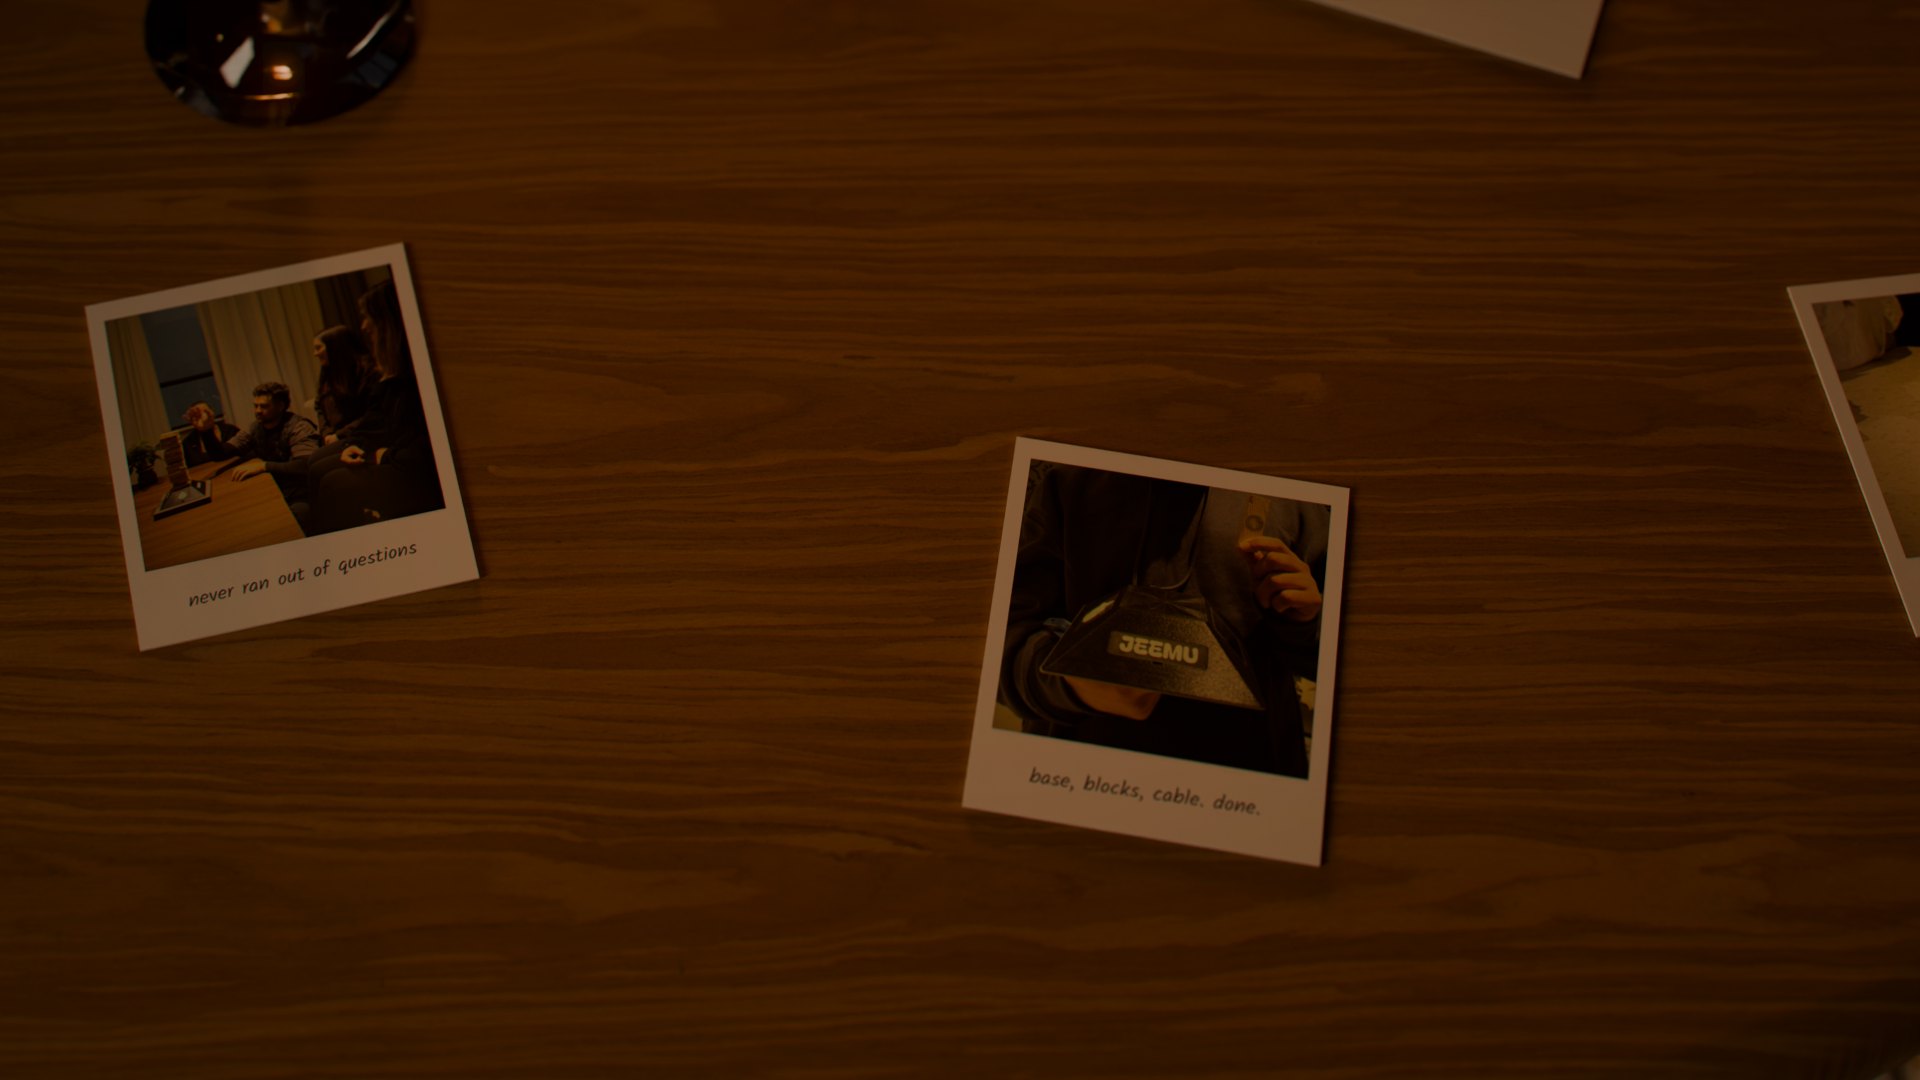 never ran out of questions
JEEMU
base, blocks, cable. done.